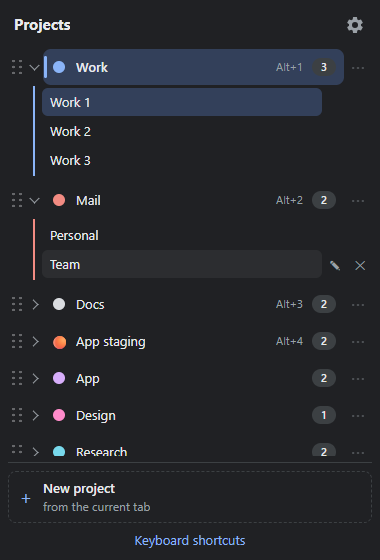 Projects
Work Alt+1 3
Work 1
Work 2
Work 3
Mail Alt+2 2
Personal
Team
Docs Alt+3 2
App staging Alt+4 2
App 2
Design 1
Research 2
New project
from the current tab
Keyboard shortcuts